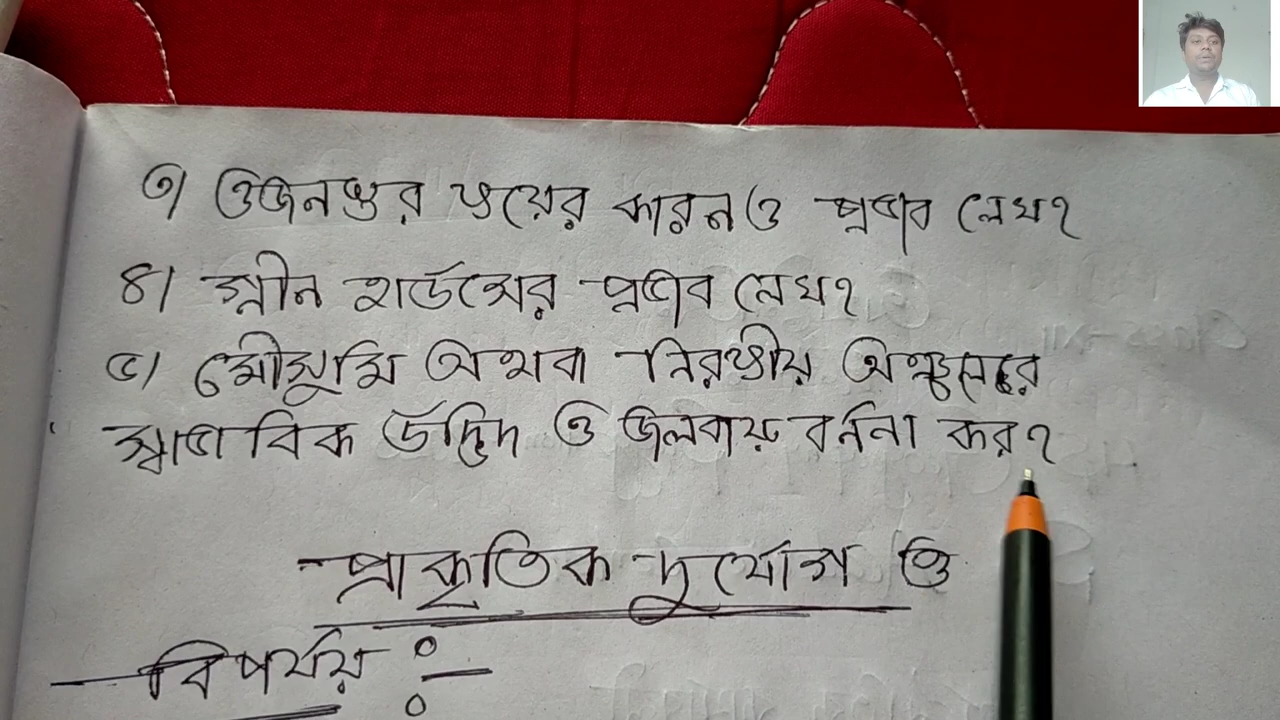 ৩। ওজনস্তর ক্ষয়ের কারন ও প্রভাব লেখ?
৪। গ্রীন হাউসের প্রভাব লেখ?
৫। মৌসুমি অথবা নিরক্ষীয় অঞ্চলের
স্বাভাবিক উদ্ভিদ ও জলবায়ু বর্ননা কর?
প্রাকৃতিক দুর্যোগ ও
বিপর্যয় :-